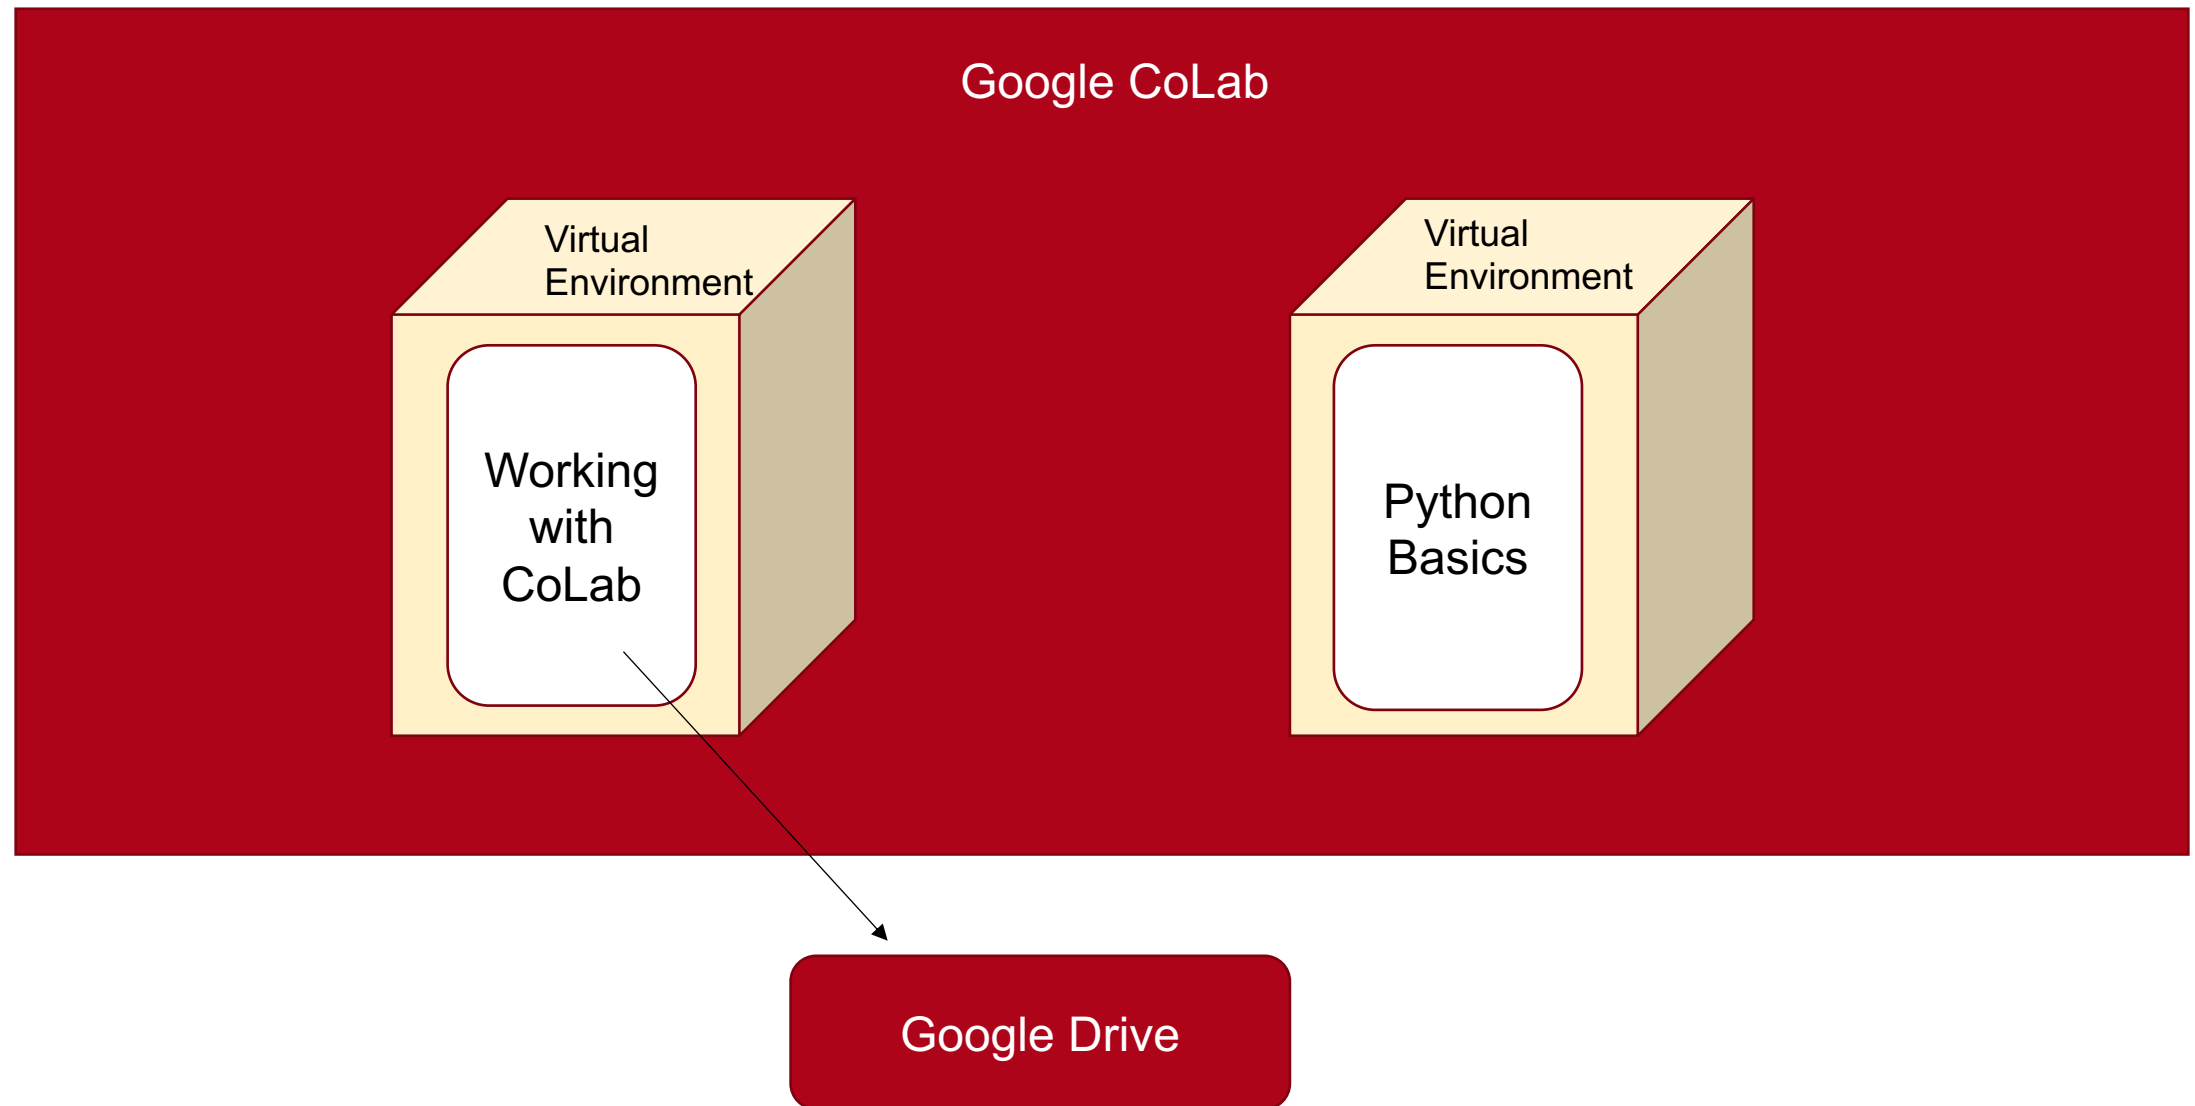 Google CoLab
Virtual
Environment
Working
with
CoLab
Virtual
Environment
Python
Basics
Google Drive